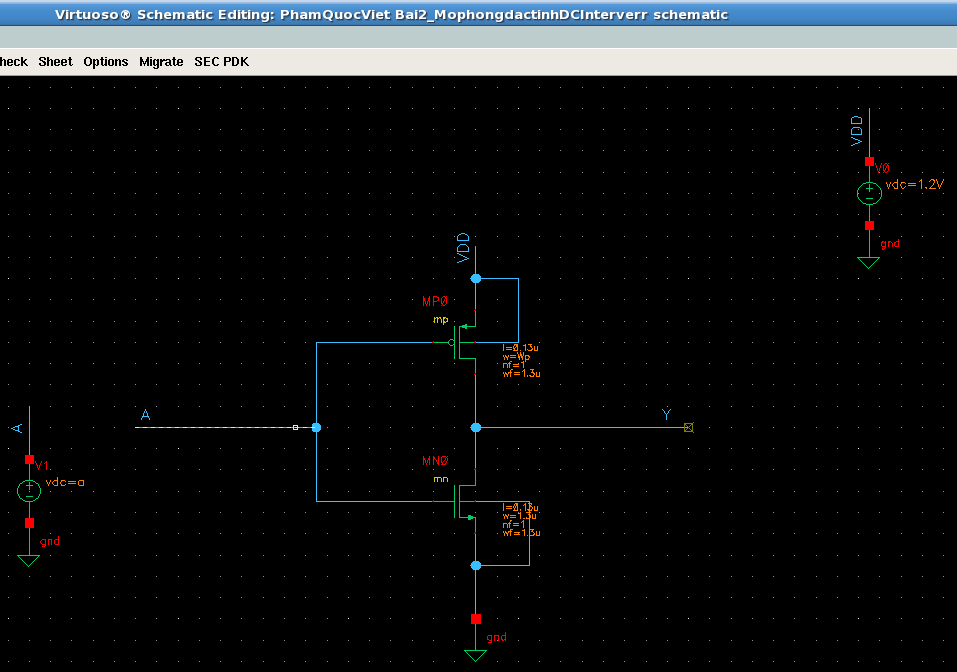 Virtuoso® Schematic Editing: PhamQuocViet Bai2_MophongdactinhDCInterverr schematic
heck Sheet Options Migrate SEC PDK
VDD
V0
vdc=1.2V
gnd
VDD
MP0
mp
l=0.13u
w=Wp
nf=1
wf=1.3u
A
A
Y
V1
vdc=a
gnd
MN0
mn
l=0.13u
w=1.3u
nf=1
wf=1.3u
gnd